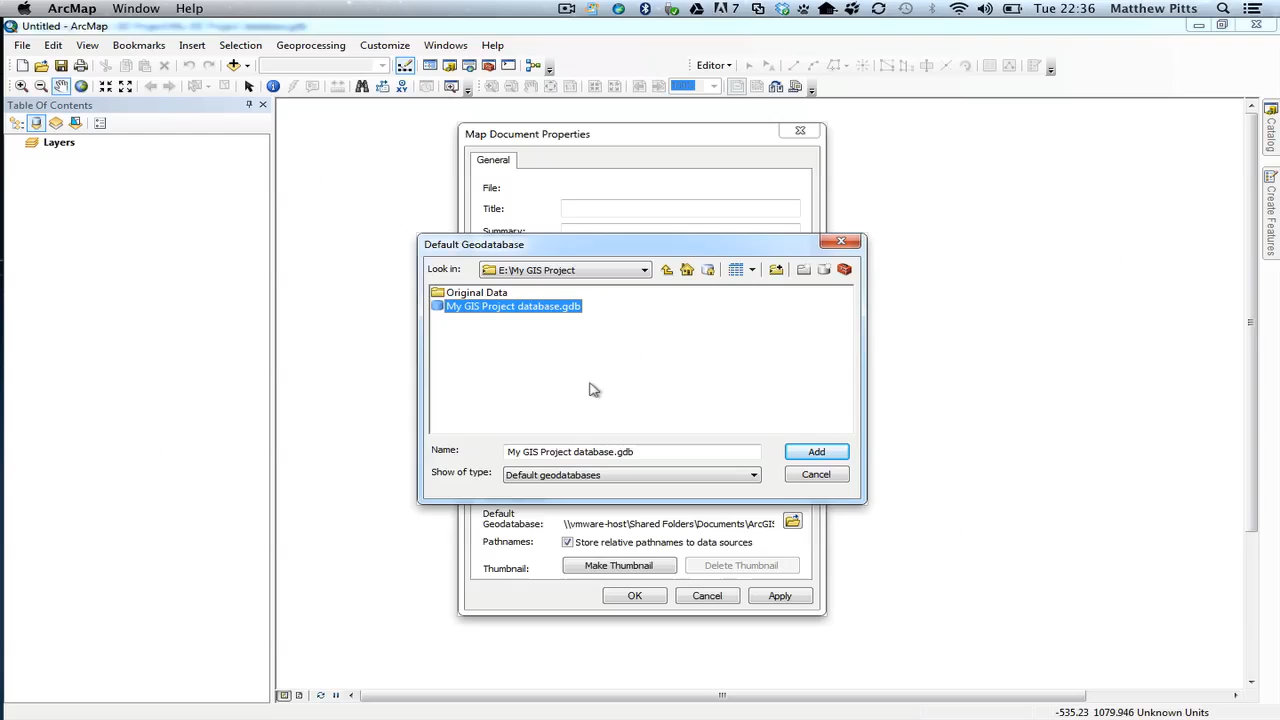 ArcMap Window Help
7
Tue 22:36 Matthew Pitts
Untitled - ArcMap
File Edit View Bookmarks Insert Selection Geoprocessing Customize Windows Help
Editor
Table Of Contents
Layers
Catalog
Create Features
Map Document Properties
General
File:
Title:
Summary:
Default Geodatabase
Look in: E:\My GIS Project
Original Data
My GIS Project database.gdb
Name: My GIS Project database.gdb
Add
Show of type: Default geodatabases
Cancel
Default
Geodatabase: \\vmware-host\Shared Folders\Documents\ArcGIS
Pathnames: Store relative pathnames to data sources
Thumbnail: Make Thumbnail Delete Thumbnail
OK Cancel Apply
-535.23 1079.946 Unknown Units